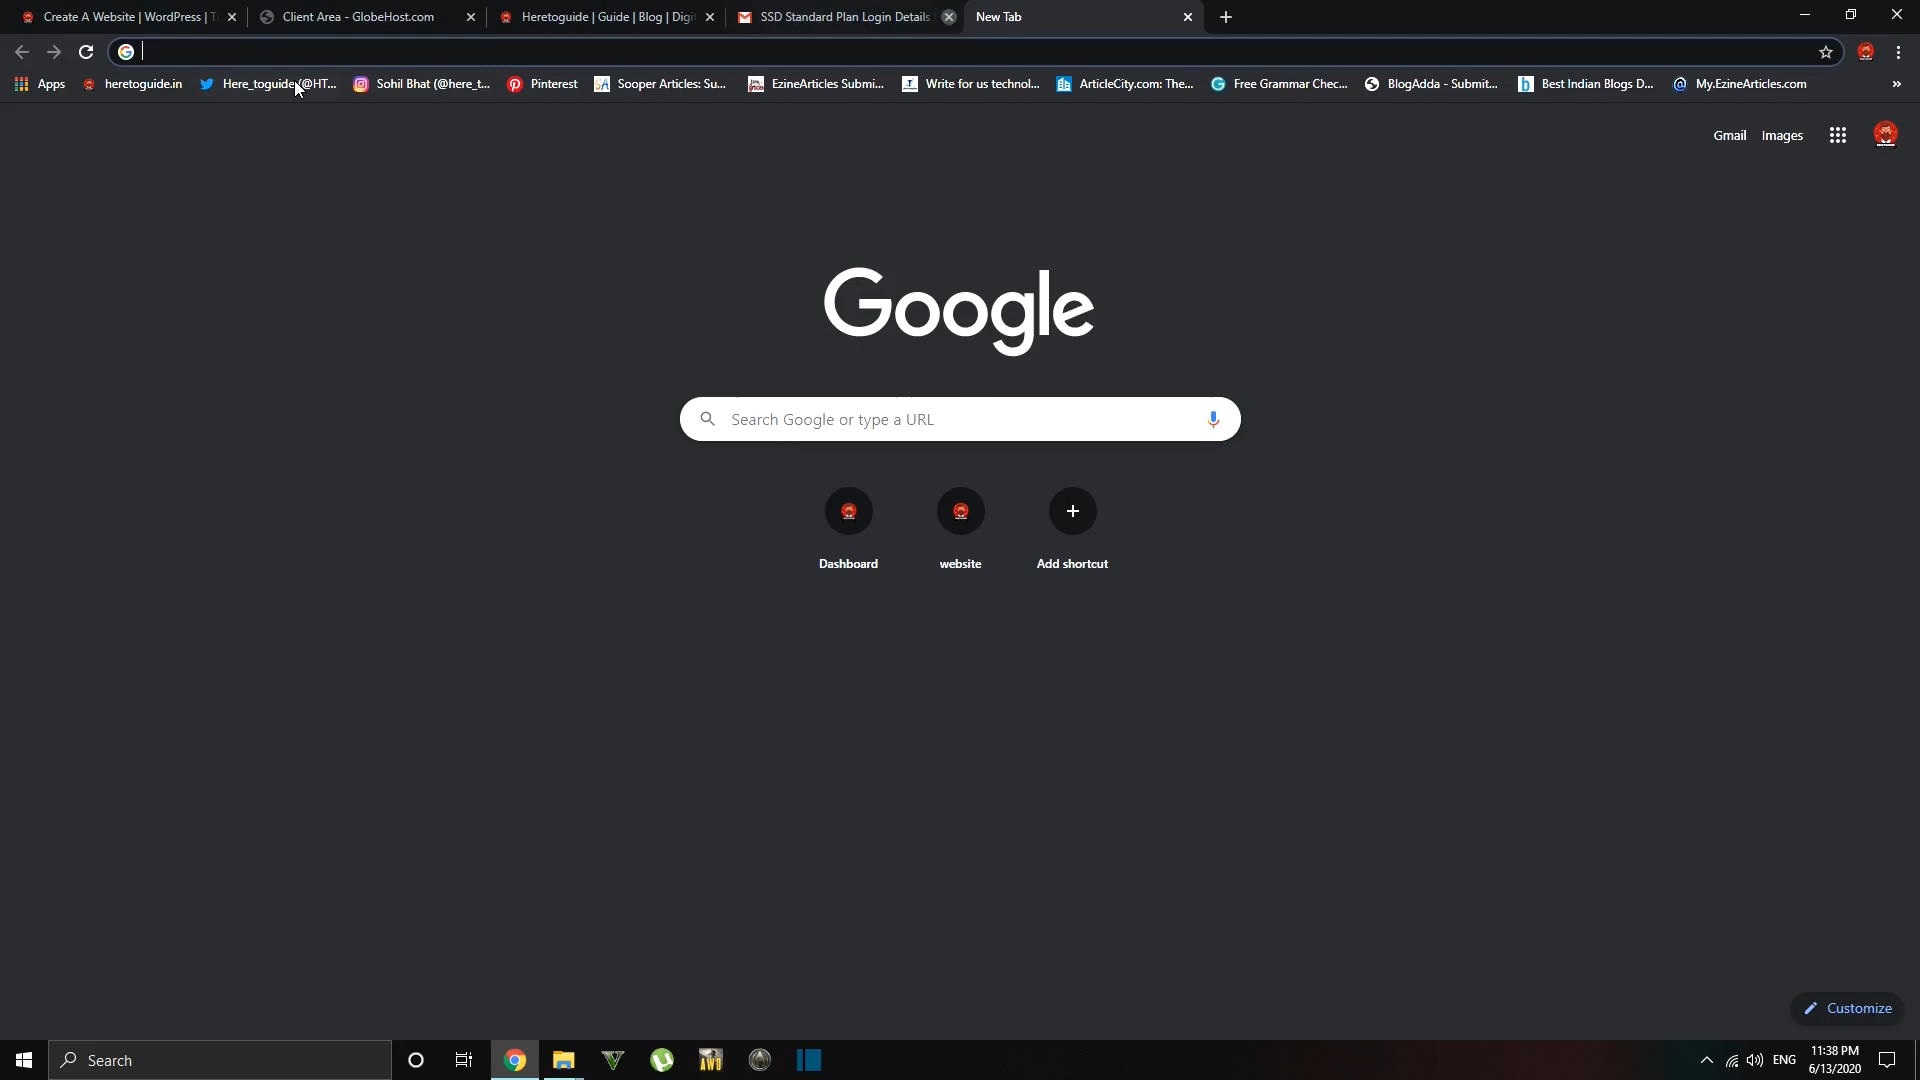 Create A Website | WordPress | T
Client Area - GlobeHost.com
Heretoguide | Guide | Blog | Digi
SSD Standard Plan Login Details
New Tab
Apps
heretoguide.in
Here_toguide (@HT...
Sohil Bhat (@here_t...
Pinterest
Sooper Articles: Su...
EzineArticles Submi...
Write for us technol...
ArticleCity.com: The...
Free Grammar Chec...
BlogAdda - Submit...
Best Indian Blogs D...
My.EzineArticles.com
»
Gmail Images
Google
Search Google or type a URL
Dashboard
website
Add shortcut
Customize
Search
AWD
ENG
11:38 PM
6/13/2020